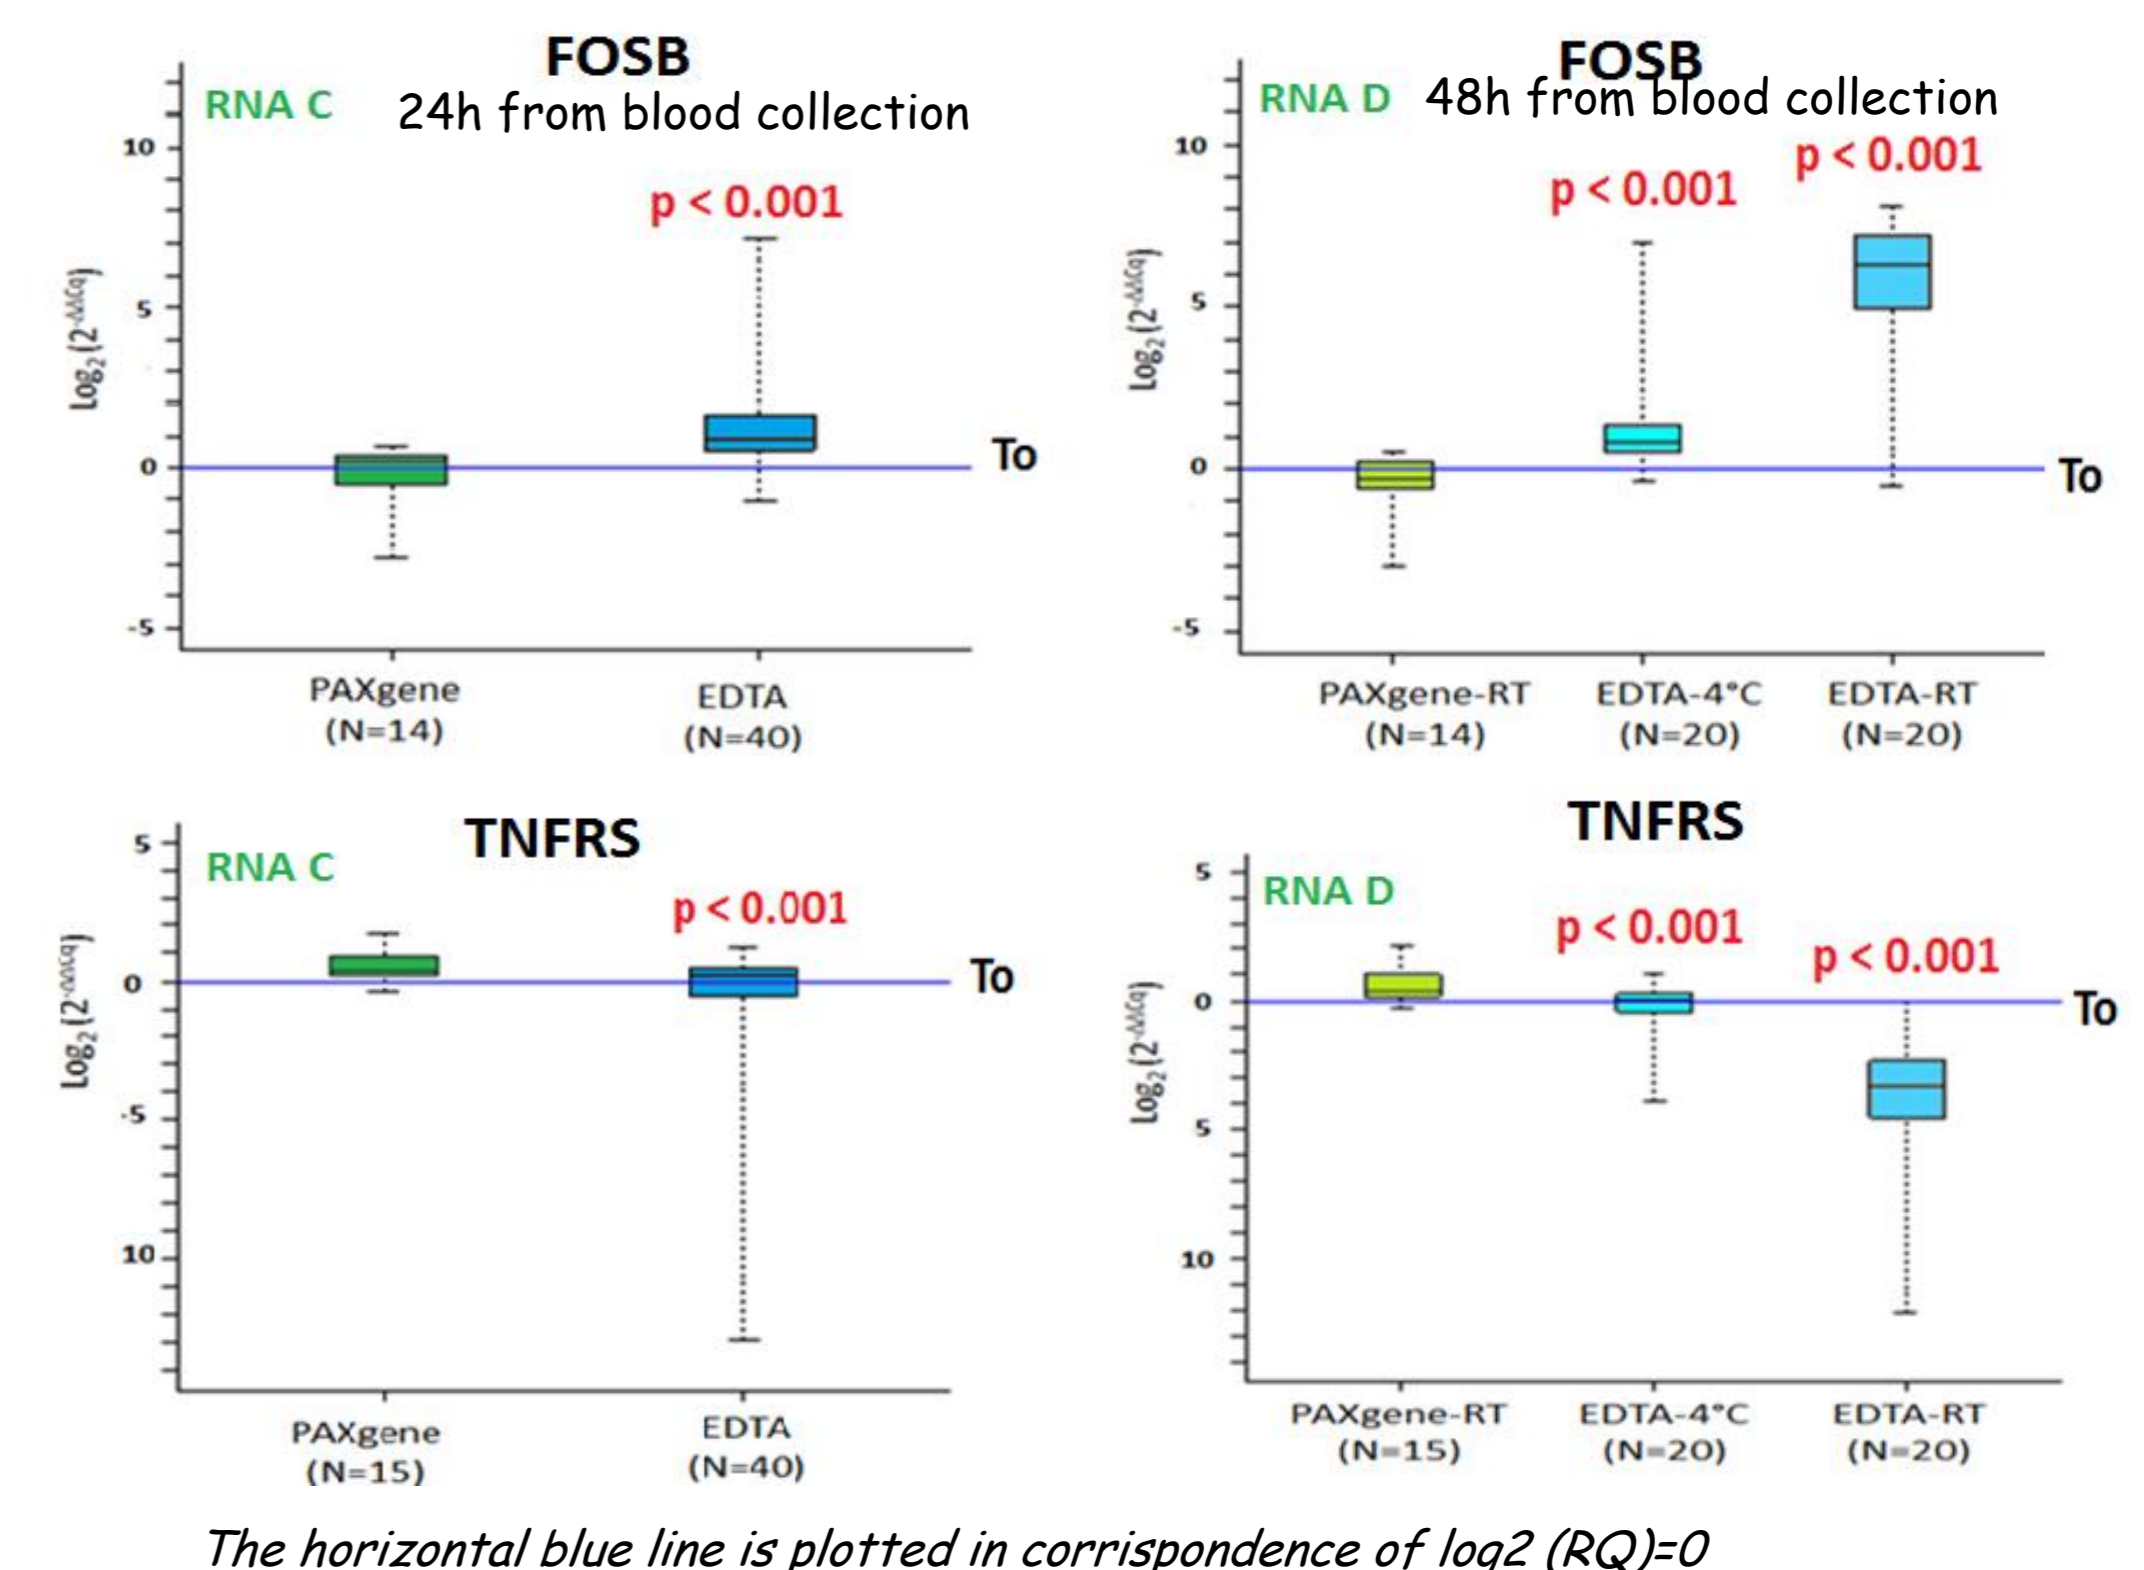 FOSB
RNA C
24h from blood collection
p < 0.001
10
5
0
-5
Log2(2-ΔΔCq)
To
PAXgene
(N=14)
EDTA
(N=40)
FOSB
RNA D
48h from blood collection
p < 0.001
p < 0.001
10
5
0
-5
Log2(2-ΔΔCq)
To
PAXgene-RT
(N=14)
EDTA-4°C
(N=20)
EDTA-RT
(N=20)
TNFRS
RNA C
p < 0.001
5
0
-5
10
Log2(2-ΔΔCq)
To
PAXgene
(N=15)
EDTA
(N=40)
TNFRS
RNA D
p < 0.001
p < 0.001
5
0
5
10
Log2(2-ΔΔCq)
To
PAXgene-RT
(N=15)
EDTA-4°C
(N=20)
EDTA-RT
(N=20)
The horizontal blue line is plotted in corrispondence of log2 (RQ)=0